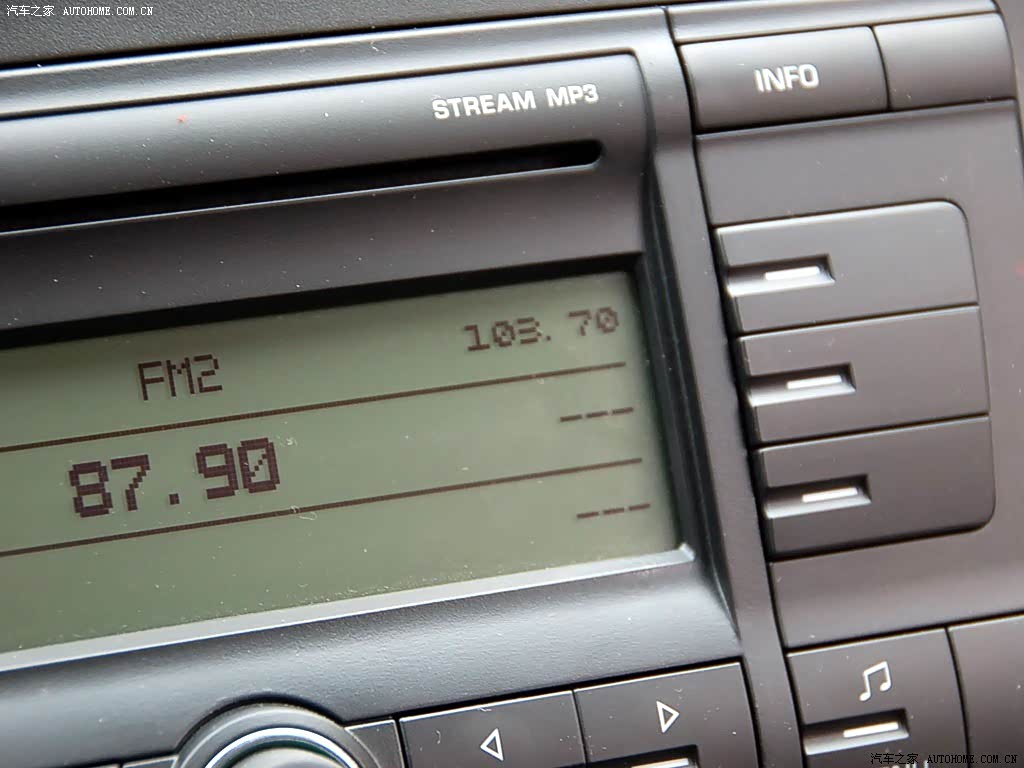 汽车之家 AUTOHOME.COM.CN
INFO
STREAM MP3
103.70
FM2
---
87.90
---
汽车之家 AUTOHOME.COM.CN